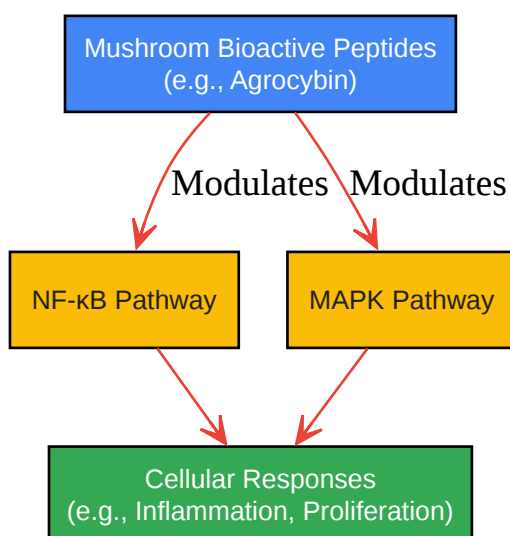 Mushroom Bioactive Peptides
(e.g., Agrocybin)
Modulates Modulates
NF-κB Pathway
MAPK Pathway
Cellular Responses
(e.g., Inflammation, Proliferation)